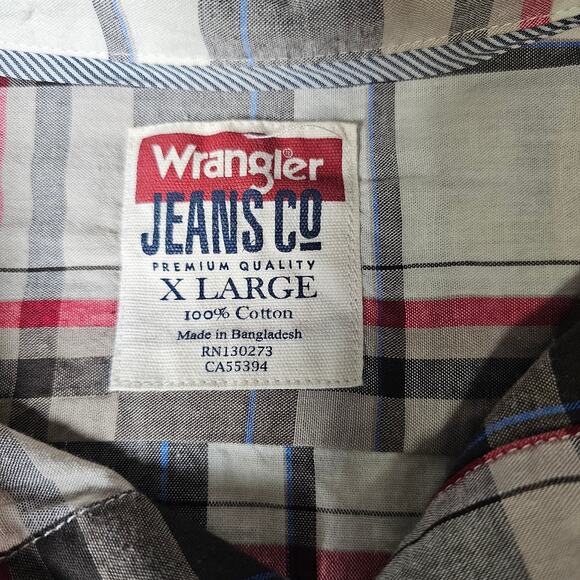 Wrangler®
JEANS CO
PREMIUM QUALITY
X LARGE
100% Cotton
Made in Bangladesh
RN130273
CA55394